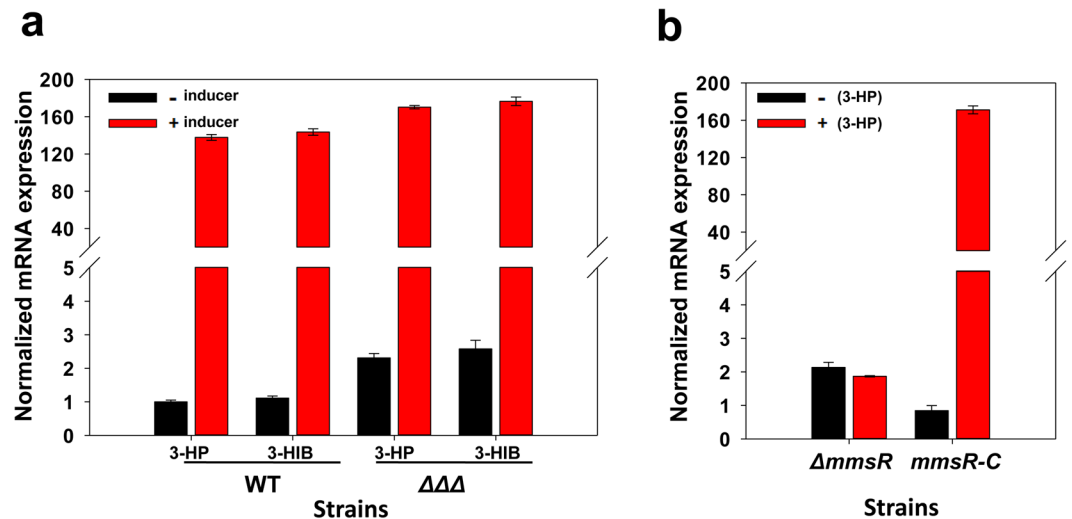 a
Normalized mRNA expression
200
160
120
80
40
5
4
3
2
1
0
- inducer
+ inducer
3-HP 3-HIB 3-HP 3-HIB
WT ΔΔΔ
Strains
b
Normalized mRNA expression
200
160
120
80
40
5
4
3
2
1
0
- (3-HP)
+ (3-HP)
ΔmmsR mmsR-C
Strains